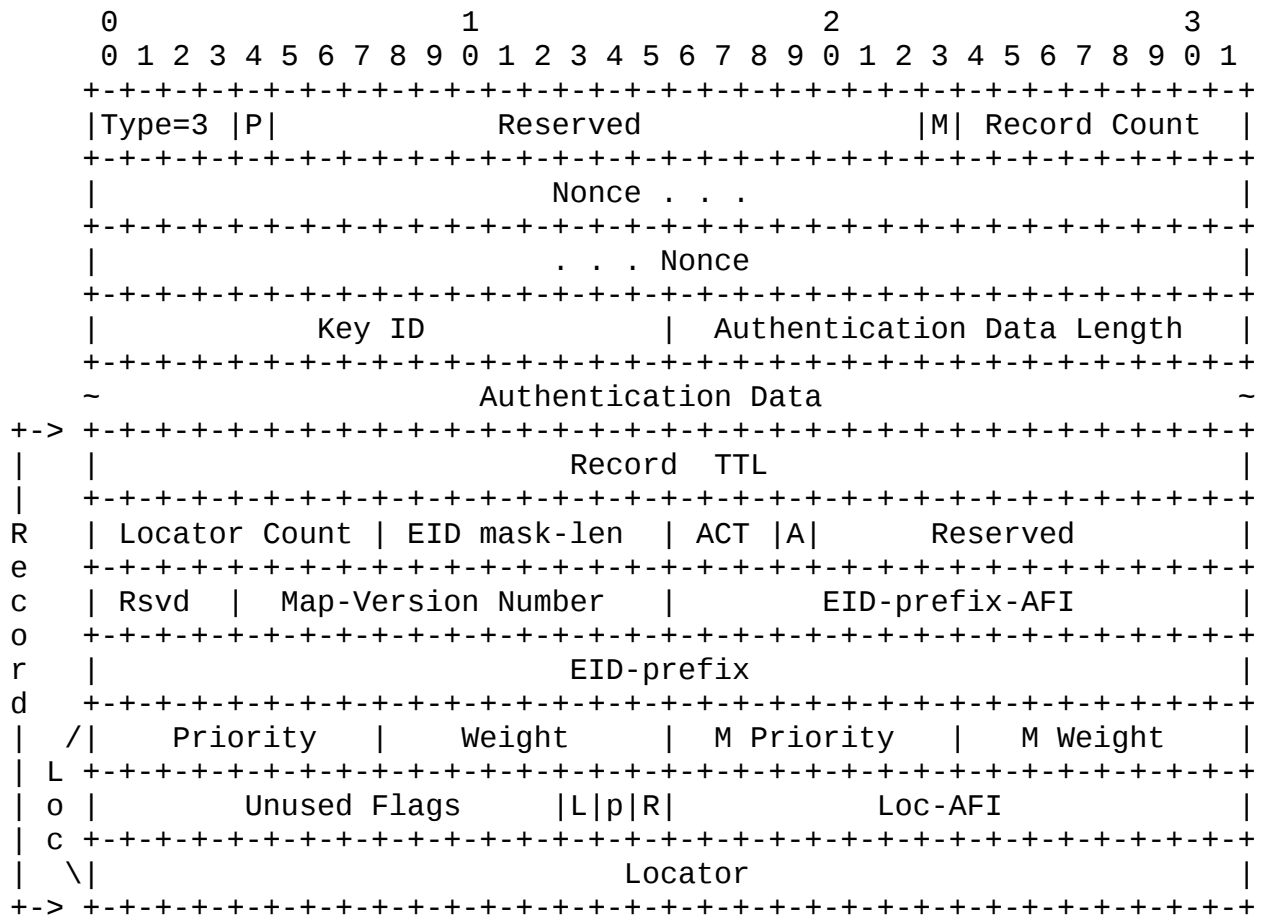 0                   1                   2                   3
        0 1 2 3 4 5 6 7 8 9 0 1 2 3 4 5 6 7 8 9 0 1 2 3 4 5 6 7 8 9 0 1
       +-+-+-+-+-+-+-+-+-+-+-+-+-+-+-+-+-+-+-+-+-+-+-+-+-+-+-+-+-+-+-+-+
       |Type=3 |P|            Reserved               |M| Record Count  |
       +-+-+-+-+-+-+-+-+-+-+-+-+-+-+-+-+-+-+-+-+-+-+-+-+-+-+-+-+-+-+-+-+
       |                         Nonce . . .                           |
       +-+-+-+-+-+-+-+-+-+-+-+-+-+-+-+-+-+-+-+-+-+-+-+-+-+-+-+-+-+-+-+-+
       |                         . . . Nonce                           |
       +-+-+-+-+-+-+-+-+-+-+-+-+-+-+-+-+-+-+-+-+-+-+-+-+-+-+-+-+-+-+-+-+
       |            Key ID             |  Authentication Data Length   |
       +-+-+-+-+-+-+-+-+-+-+-+-+-+-+-+-+-+-+-+-+-+-+-+-+-+-+-+-+-+-+-+-+
       ~                     Authentication Data                       ~
   +-> +-+-+-+-+-+-+-+-+-+-+-+-+-+-+-+-+-+-+-+-+-+-+-+-+-+-+-+-+-+-+-+-+
   |   |                          Record  TTL                          |
   |   +-+-+-+-+-+-+-+-+-+-+-+-+-+-+-+-+-+-+-+-+-+-+-+-+-+-+-+-+-+-+-+-+
   R   | Locator Count | EID mask-len  | ACT |A|      Reserved         |
   e   +-+-+-+-+-+-+-+-+-+-+-+-+-+-+-+-+-+-+-+-+-+-+-+-+-+-+-+-+-+-+-+-+
   c   | Rsvd  |  Map-Version Number   |        EID-prefix-AFI         |
   o   +-+-+-+-+-+-+-+-+-+-+-+-+-+-+-+-+-+-+-+-+-+-+-+-+-+-+-+-+-+-+-+-+
   r   |                          EID-prefix                           |
   d   +-+-+-+-+-+-+-+-+-+-+-+-+-+-+-+-+-+-+-+-+-+-+-+-+-+-+-+-+-+-+-+-+
   |  /|    Priority   |    Weight     |  M Priority   |   M Weight    |
   | L +-+-+-+-+-+-+-+-+-+-+-+-+-+-+-+-+-+-+-+-+-+-+-+-+-+-+-+-+-+-+-+-+
   | o |        Unused Flags     |L|p|R|           Loc-AFI             |
   | c +-+-+-+-+-+-+-+-+-+-+-+-+-+-+-+-+-+-+-+-+-+-+-+-+-+-+-+-+-+-+-+-+
   |  \|                             Locator                           |
   +-> +-+-+-+-+-+-+-+-+-+-+-+-+-+-+-+-+-+-+-+-+-+-+-+-+-+-+-+-+-+-+-+-+